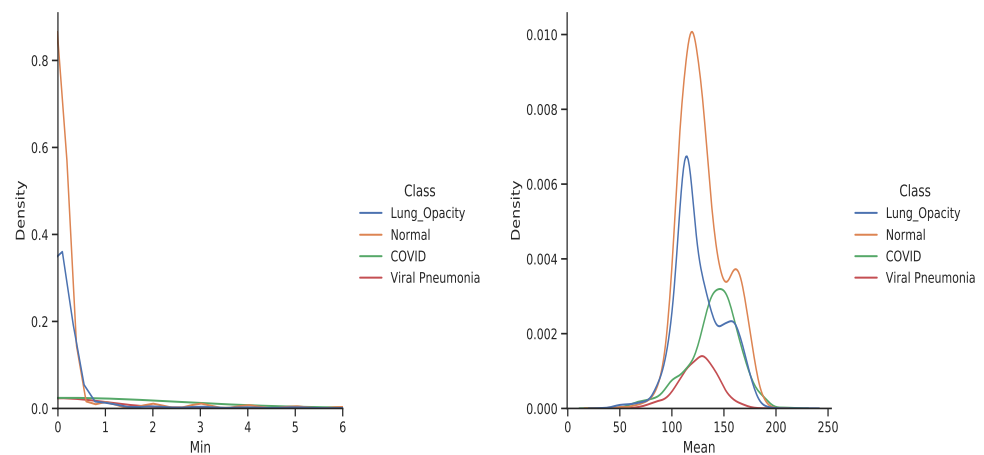 Density
0.8
0.6
0.4
0.2
0.0
0 1 2 3 4 5 6
Min
Class
Lung_Opacity
Normal
COVID
Viral Pneumonia
Density
0.010
0.008
0.006
0.004
0.002
0.000
0 50 100 150 200 250
Mean
Class
Lung_Opacity
Normal
COVID
Viral Pneumonia